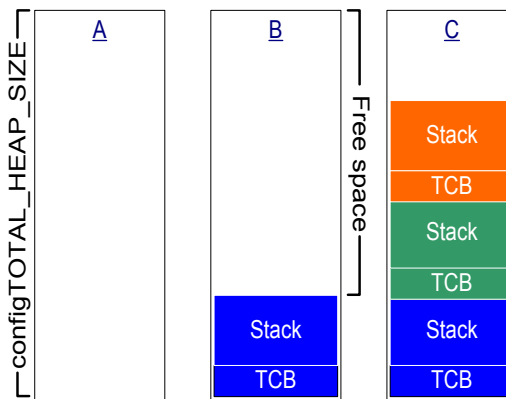 configTOTAL_HEAP_SIZE
A
B
Free space
C
Stack
TCB
Stack
TCB
Stack
TCB
Stack
TCB